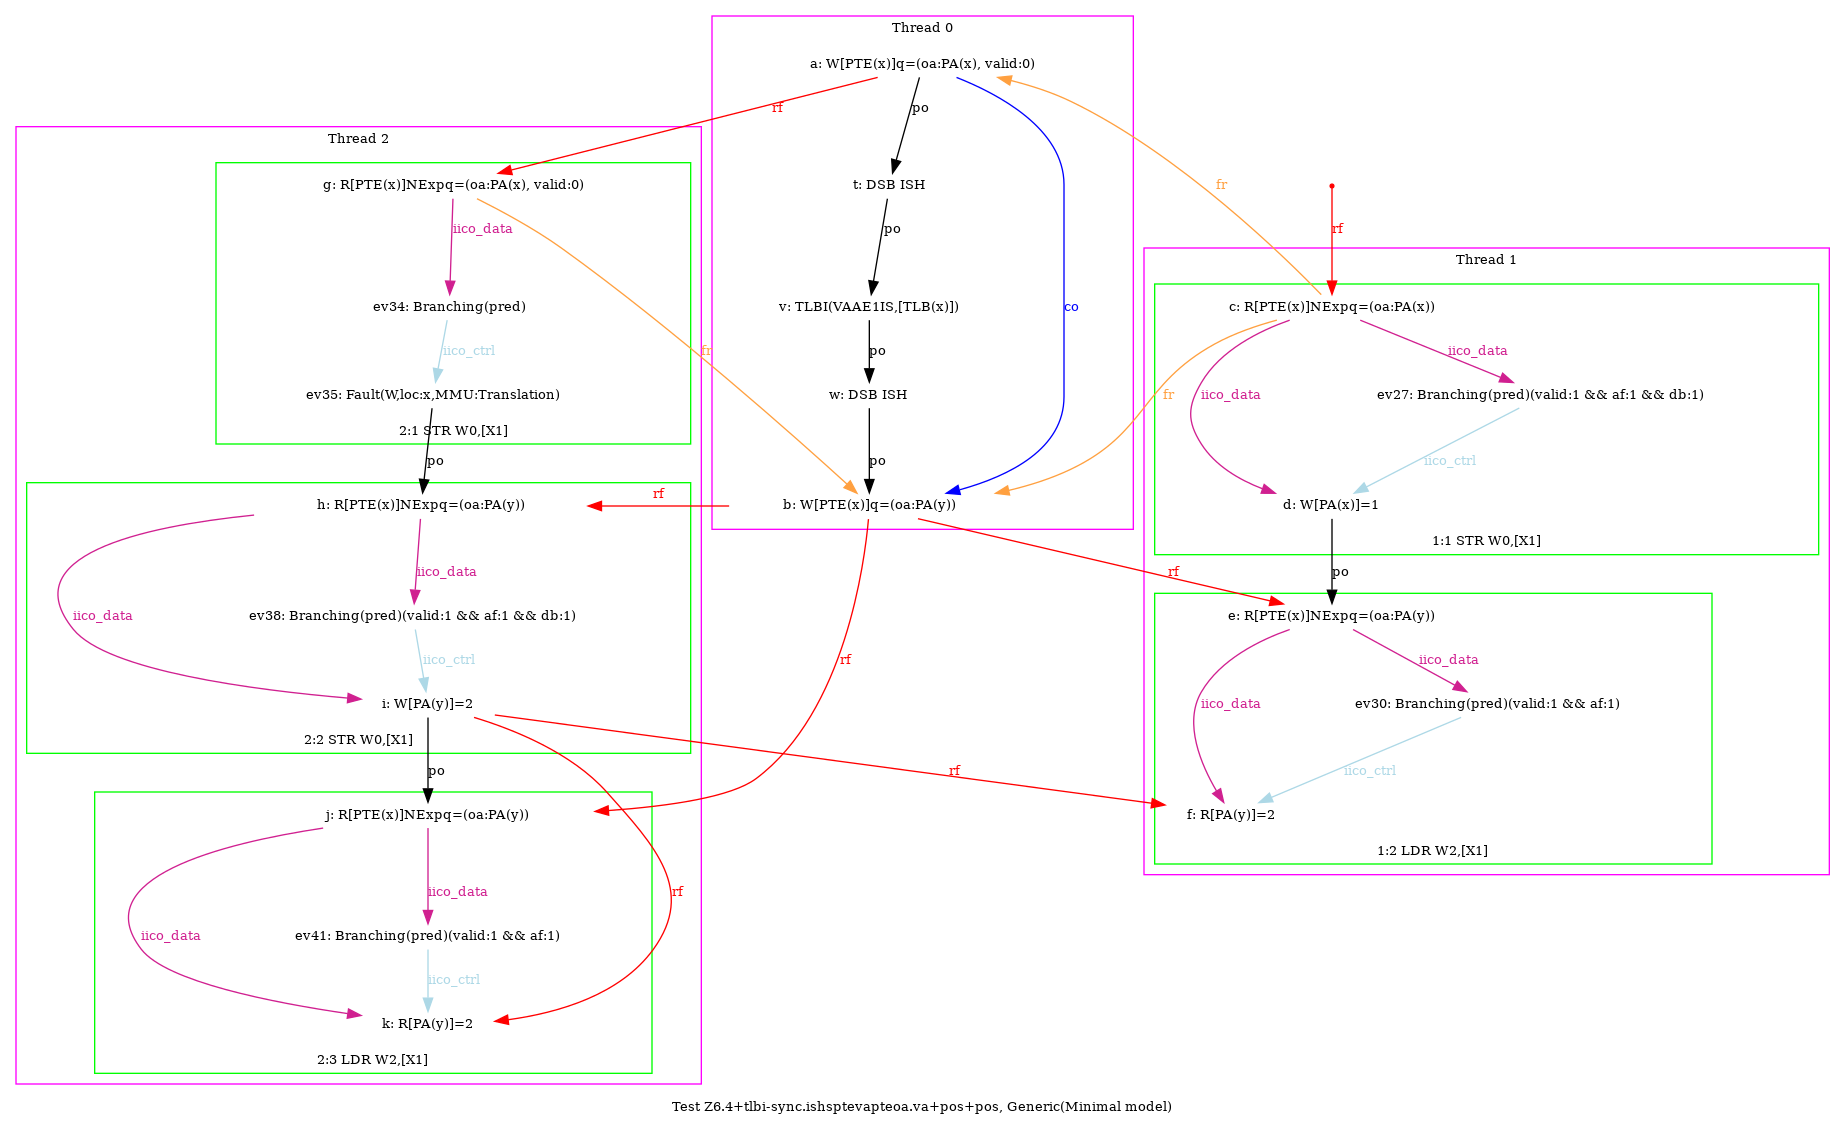 Thread 0
a: W[PTE(x)]q=(oa:PA(x), valid:0)
rf
po
Thread 2
g: R[PTE(x)]NExpq=(oa:PA(x), valid:0)
t: DSB ISH
fr
iico_data
po
rf
Thread 1
ev34: Branching(pred)
v: TLBI(VAAE1IS,[TLB(x)])
co
c: R[PTE(x)]NExpq=(oa:PA(x))
iico_ctrl
fr
po
iico_data
ev35: Fault(W,loc:x,MMU:Translation)
w: DSB ISH
fr
iico_data
ev27: Branching(pred)(valid:1 && af:1 && db:1)
2:1 STR W0,[X1]
po
po
iico_ctrl
rf
h: R[PTE(x)]NExpq=(oa:PA(y))
b: W[PTE(x)]q=(oa:PA(y))
d: W[PA(x)]=1
1:1 STR W0,[X1]
iico_data
rf
po
iico_data
ev38: Branching(pred)(valid:1 && af:1 && db:1)
e: R[PTE(x)]NExpq=(oa:PA(y))
iico_ctrl
rf
iico_data
i: W[PA(y)]=2
iico_data
ev30: Branching(pred)(valid:1 && af:1)
2:2 STR W0,[X1]
po
rf
iico_ctrl
j: R[PTE(x)]NExpq=(oa:PA(y))
f: R[PA(y)]=2
1:2 LDR W2,[X1]
iico_data
rf
iico_data
ev41: Branching(pred)(valid:1 && af:1)
iico_ctrl
k: R[PA(y)]=2
2:3 LDR W2,[X1]
Test Z6.4+tlbi-sync.ishsptevapteoa.va+pos+pos, Generic(Minimal model)